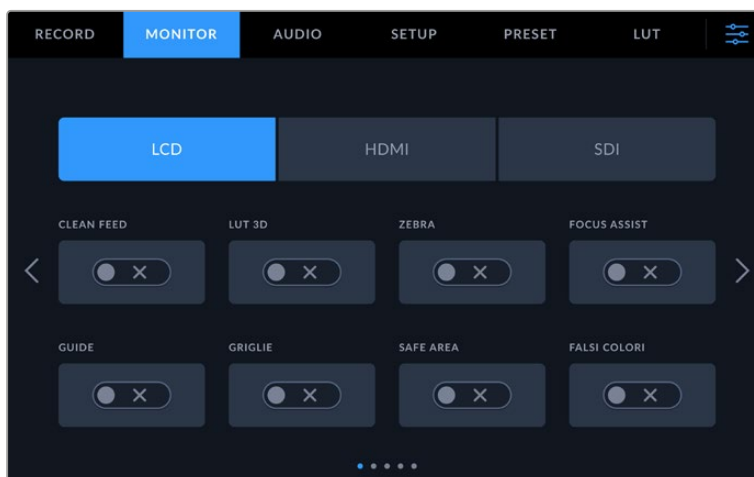 RECORD MONITOR AUDIO SETUP PRESET LUT
LCD HDMI SDI
CLEAN FEED LUT 3D ZEBRA FOCUS ASSIST
GUIDE GRIGLIE SAFE AREA FALSI COLORI